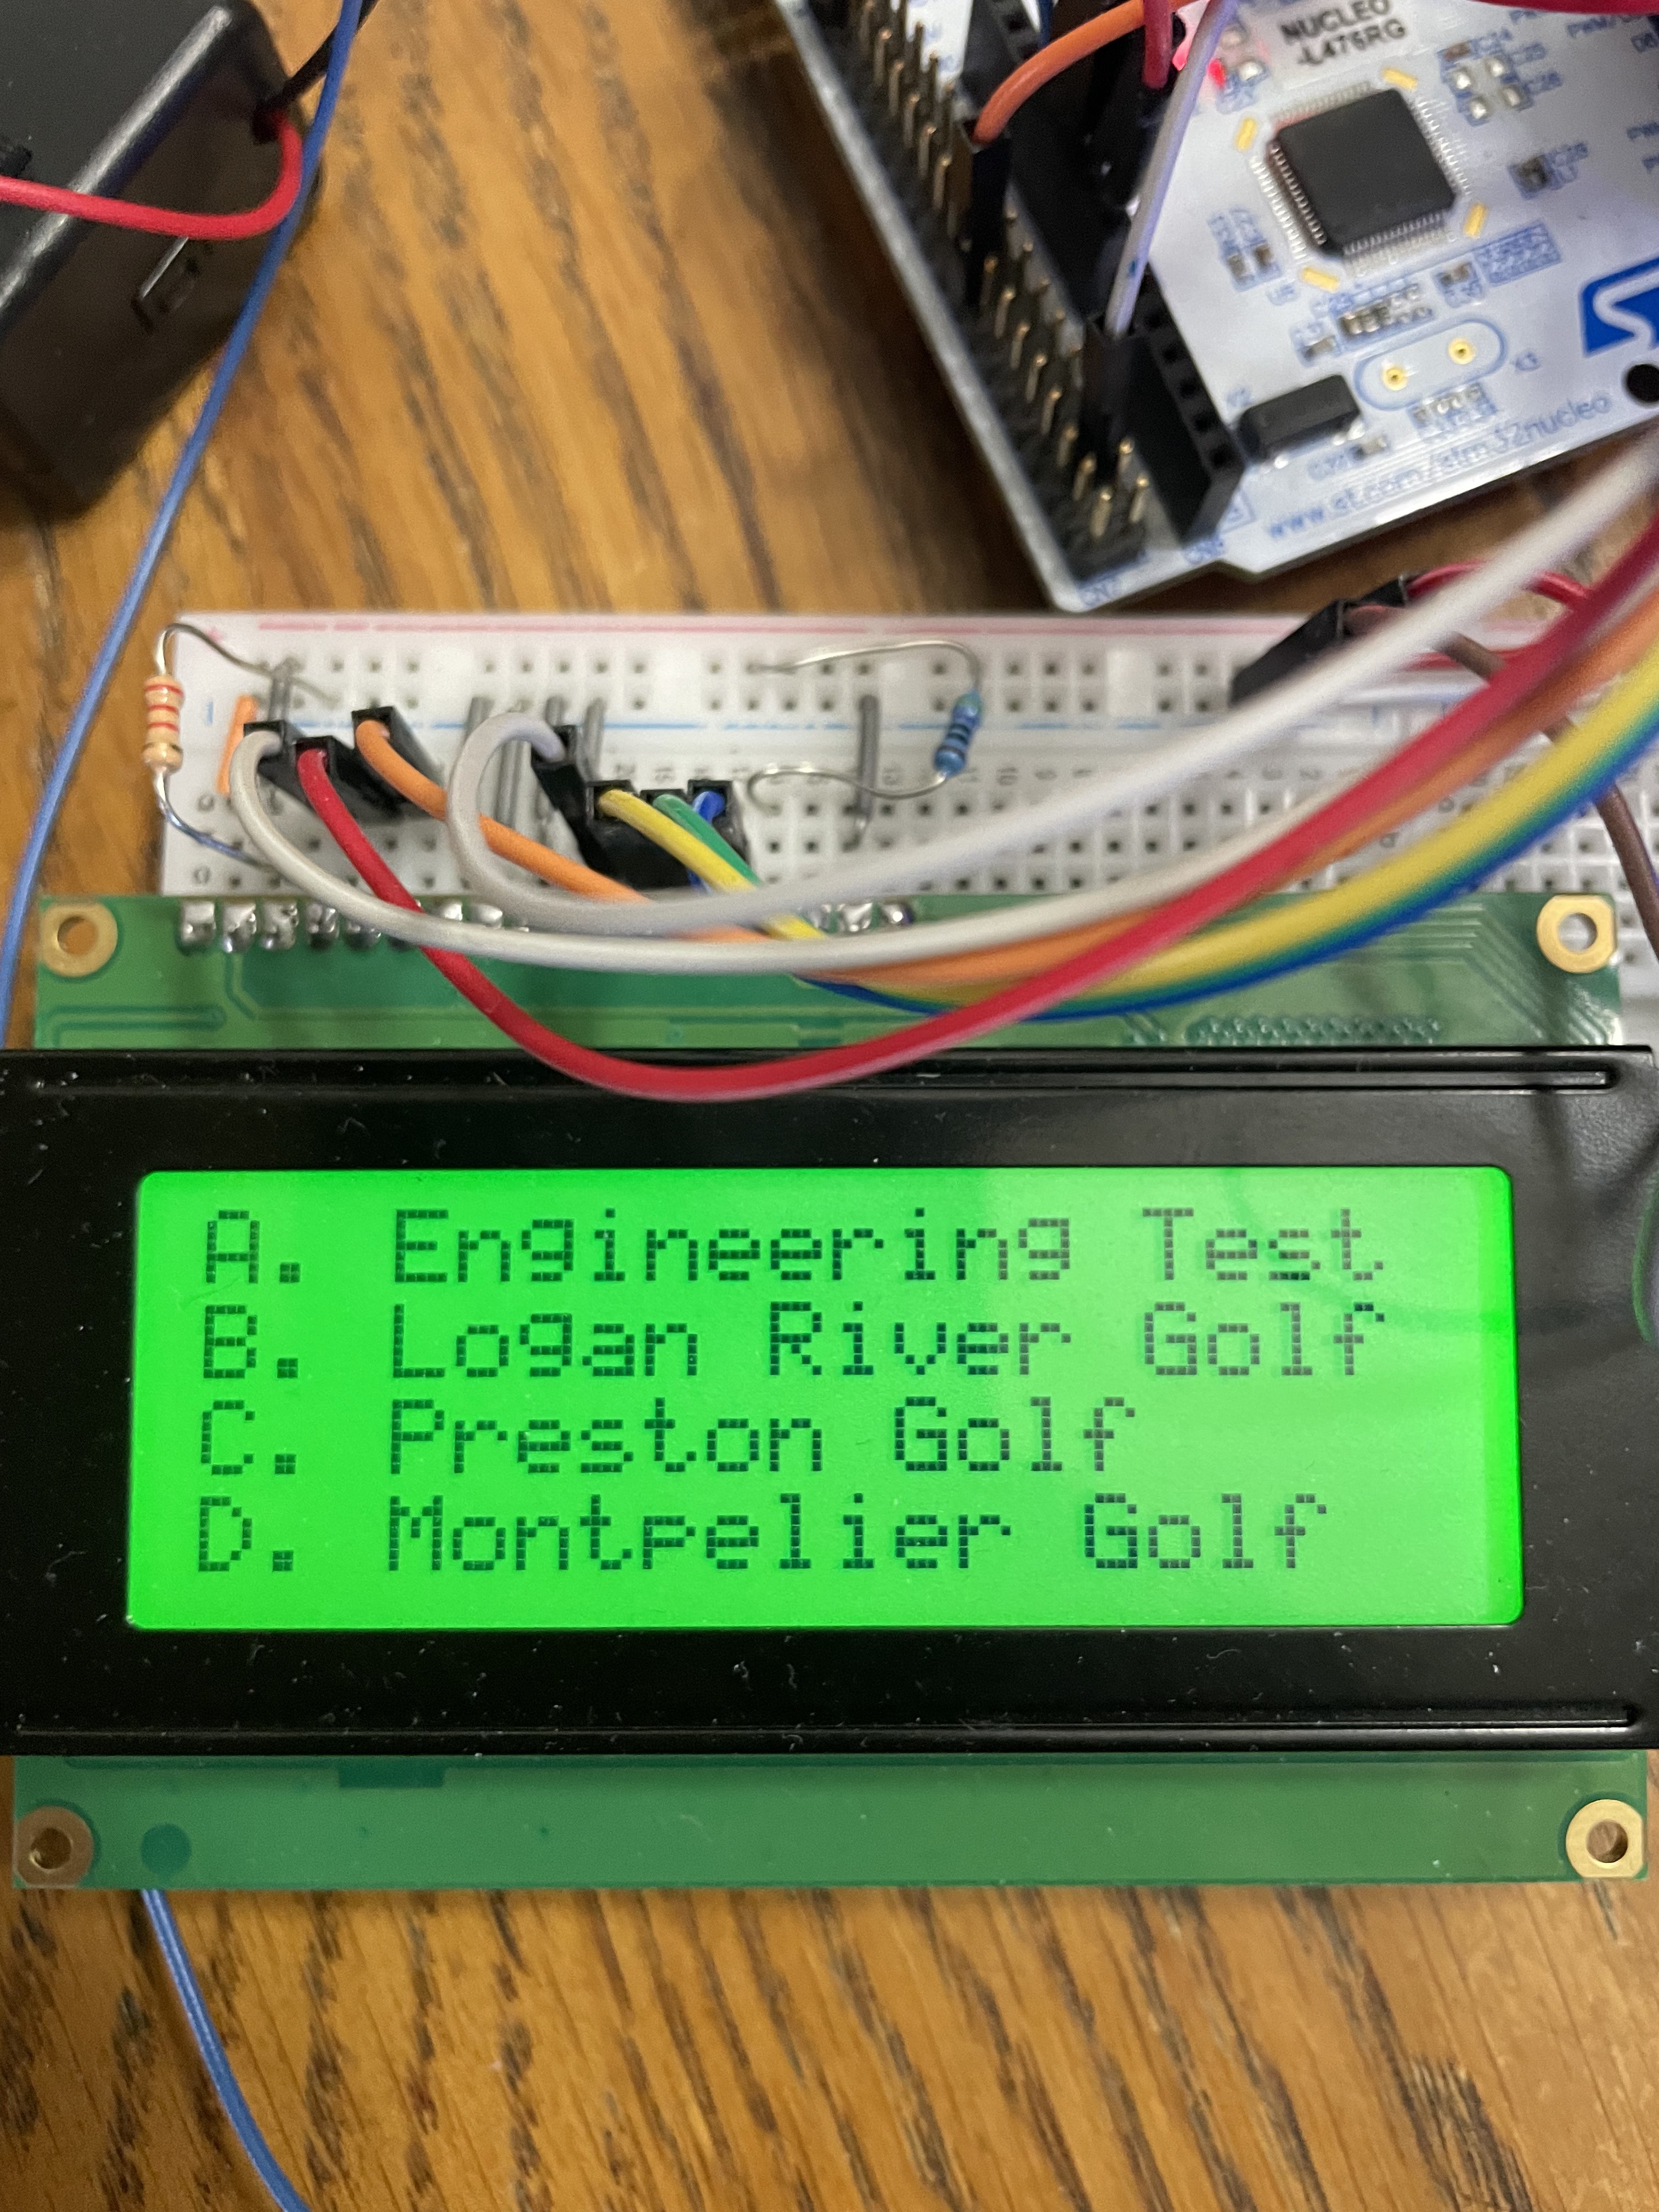 NUCLEO
-L476RG
www.st.com/stm32nucleo
A. Engineering Test
B. Logan River Golf
C. Preston Golf
D. Montpelier Golf